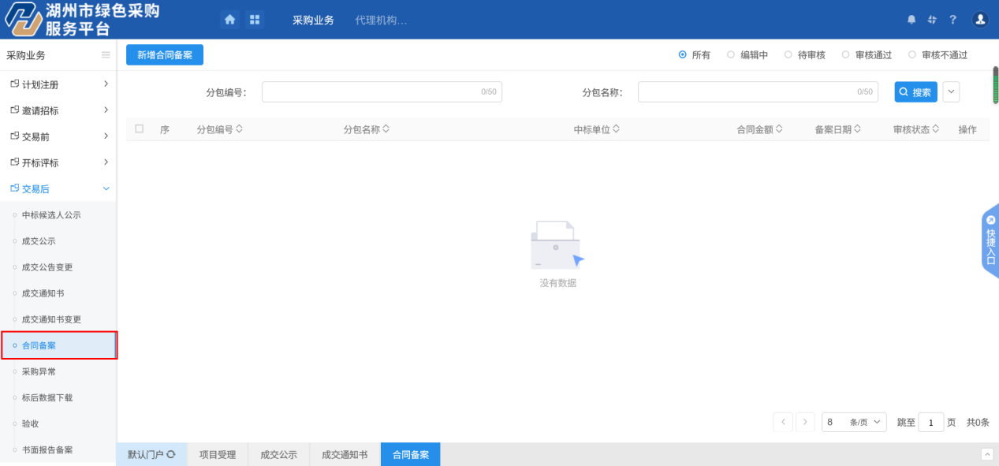 湖州市绿色采购
服务平台
采购业务 代理机构...
采购业务
计划注册
邀请招标
交易前
开标评标
交易后
中标候选人公示
成交公示
成交公告变更
成交通知书
成交通知书变更
合同备案
采购异常
标后数据下载
验收
书面报告备案
新增合同备案
所有 编辑中 待审核 审核通过 审核不通过
分包编号: 0/50 分包名称: 0/50 搜索
序 分包编号 分包名称 中标单位 合同金额 备案日期 审核状态 操作
没有数据
快捷入口
8 条/页 跳至 1 页 共0条
默认门户 项目受理 成交公示 成交通知书 合同备案